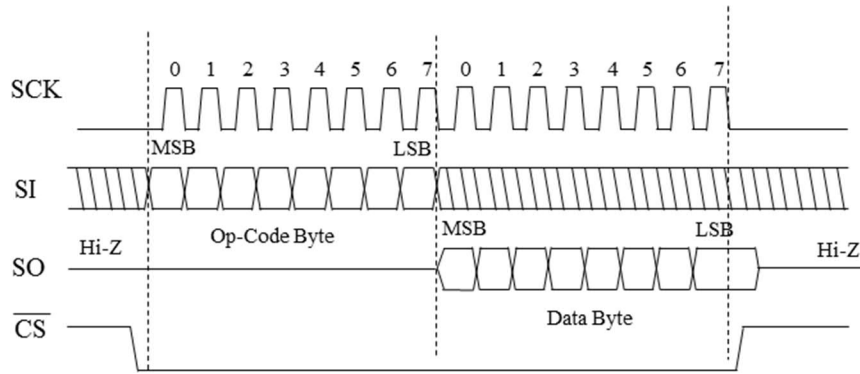 0 1 2 3 4 5 6 7 0 1 2 3 4 5 6 7
SCK
MSB LSB
SI
Op-Code Byte MSB LSB
Hi-Z Hi-Z
SO
Data Byte
CS